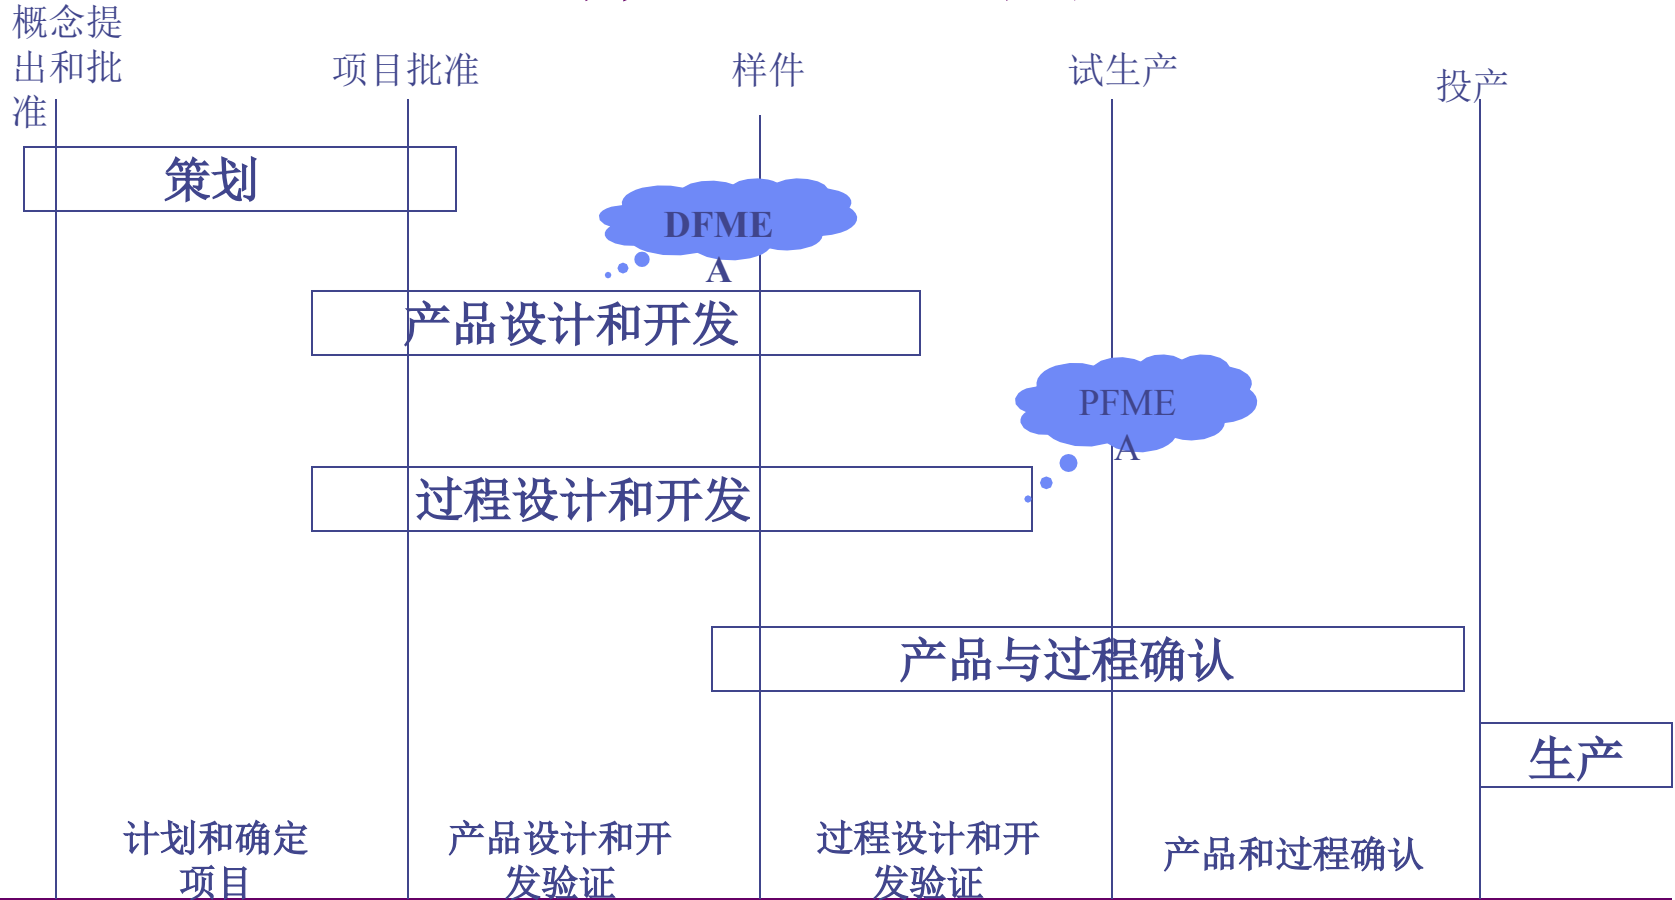 概念提
出和批
准
项目批准
样件
试生产
投产
策划
DFME
A
产品设计和开发
PFME
A
过程设计和开发
产品与过程确认
生产
计划和确定
项目
产品设计和开
发验证
过程设计和开
发验证
产品和过程确认